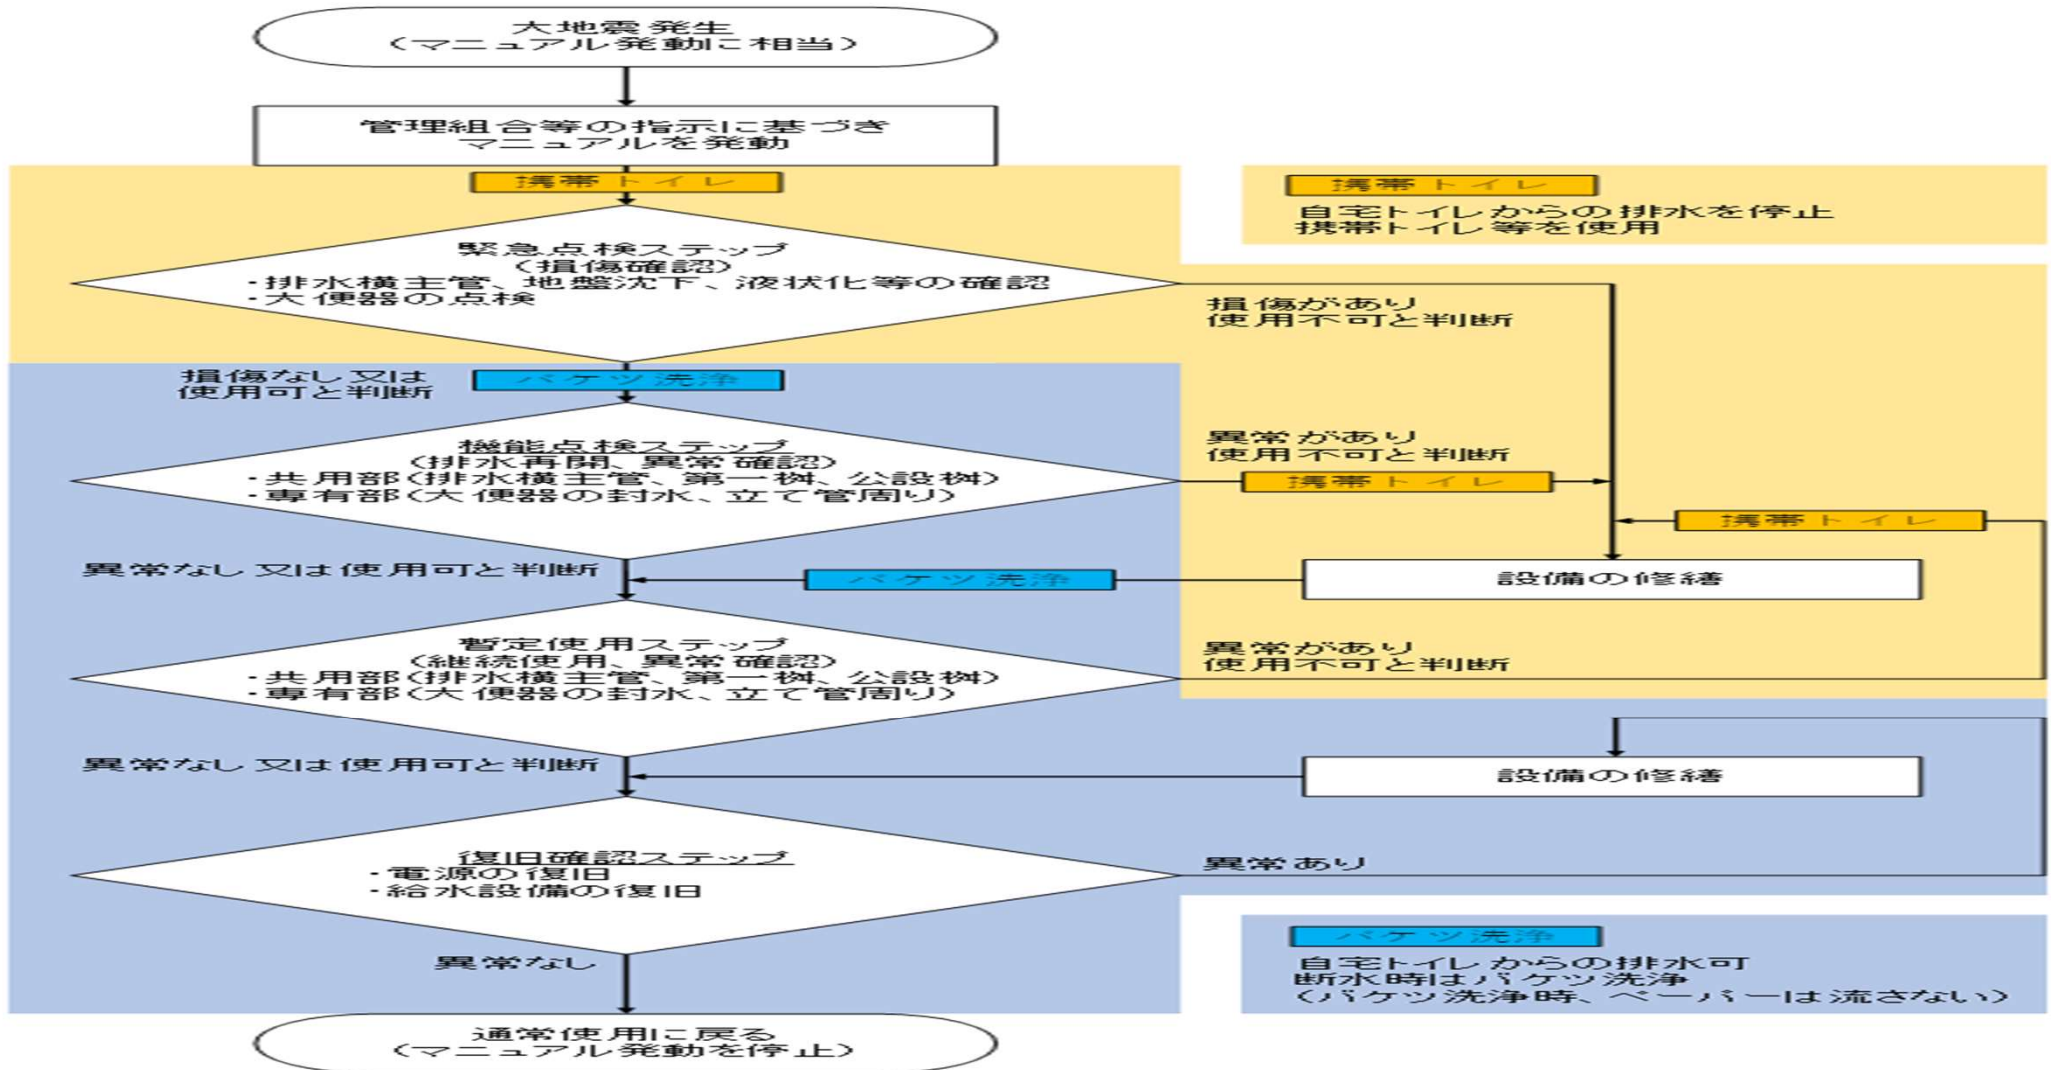 大地震発生
（マニュアル発動に相当）
管理組合等の指示に基づき
マニュアルを発動
携帯トイレ
携帯トイレ
自宅トイレからの排水を停止
携帯トイレ等を使用
緊急点検ステップ
（損傷確認）
・排水横主管、地盤沈下、液状化等の確認
・大便器の点検
損傷があり
使用不可と判断
損傷なし又は
使用可と判断
バケツ洗浄
機能点検ステップ
（排水再開、異常確認）
・共用部（排水横主管、第一桝、公設桝）
・専有部（大便器の封水、立て管周り）
異常があり
使用不可と判断
携帯トイレ
携帯トイレ
異常なし又は使用可と判断
バケツ洗浄
設備の修繕
暫定使用ステップ
（継続使用、異常確認）
・共用部（排水横主管、第一桝、公設桝）
・専有部（大便器の封水、立て管周り）
異常があり
使用不可と判断
異常なし又は使用可と判断
設備の修繕
復旧確認ステップ
・電源の復旧
・給水設備の復旧
異常あり
異常なし
バケツ洗浄
自宅トイレからの排水可
断水時はバケツ洗浄
（バケツ洗浄時、ペーパーは流さない）
通常使用に戻る
（マニュアル発動を停止）